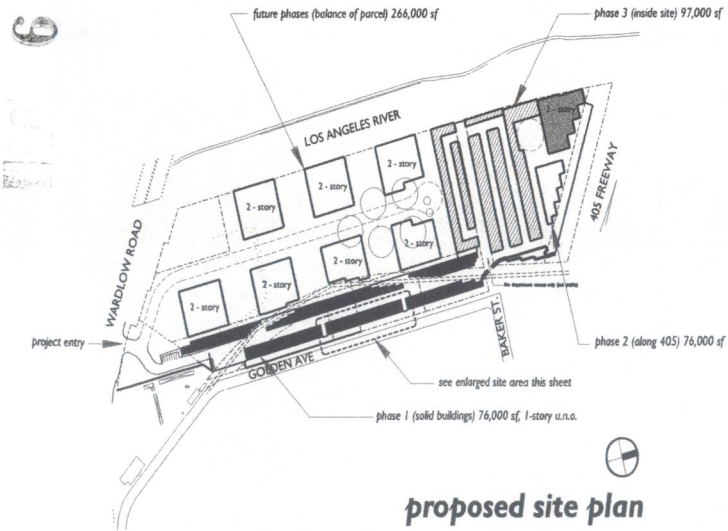 future phases (balance of parcel) 266,000 sf
phase 3 (inside site) 97,000 sf
LOS ANGELES RIVER
2 - story
2 - story
2 - story
2 - story
405 FREEWAY
WARDLOW ROAD
2 - story
2 - story
2 - story
2 - story
project entry
BAKER ST.
phase 2 (along 405) 76,000 sf
GOLDEN AVE
see enlarged site area this sheet
phase 1 (solid buildings) 76,000 sf, 1-story u.n.o.
proposed site plan